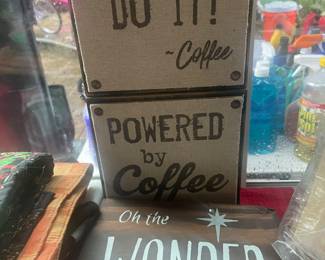 DO IT!
~Coffee
POWERED
by
Coffee
Oh the
WONDER